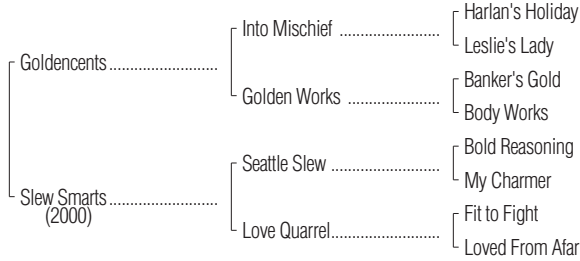 Harlan's Holiday
Into Mischief ........................
Leslie's Lady
Goldencents ..........................
Banker's Gold
Golden Works ......................
Body Works
Bold Reasoning
Seattle Slew ..........................
My Charmer
Slew Smarts ..........................
(2000)
Fit to Fight
Love Quarrel..........................
Loved From Afar